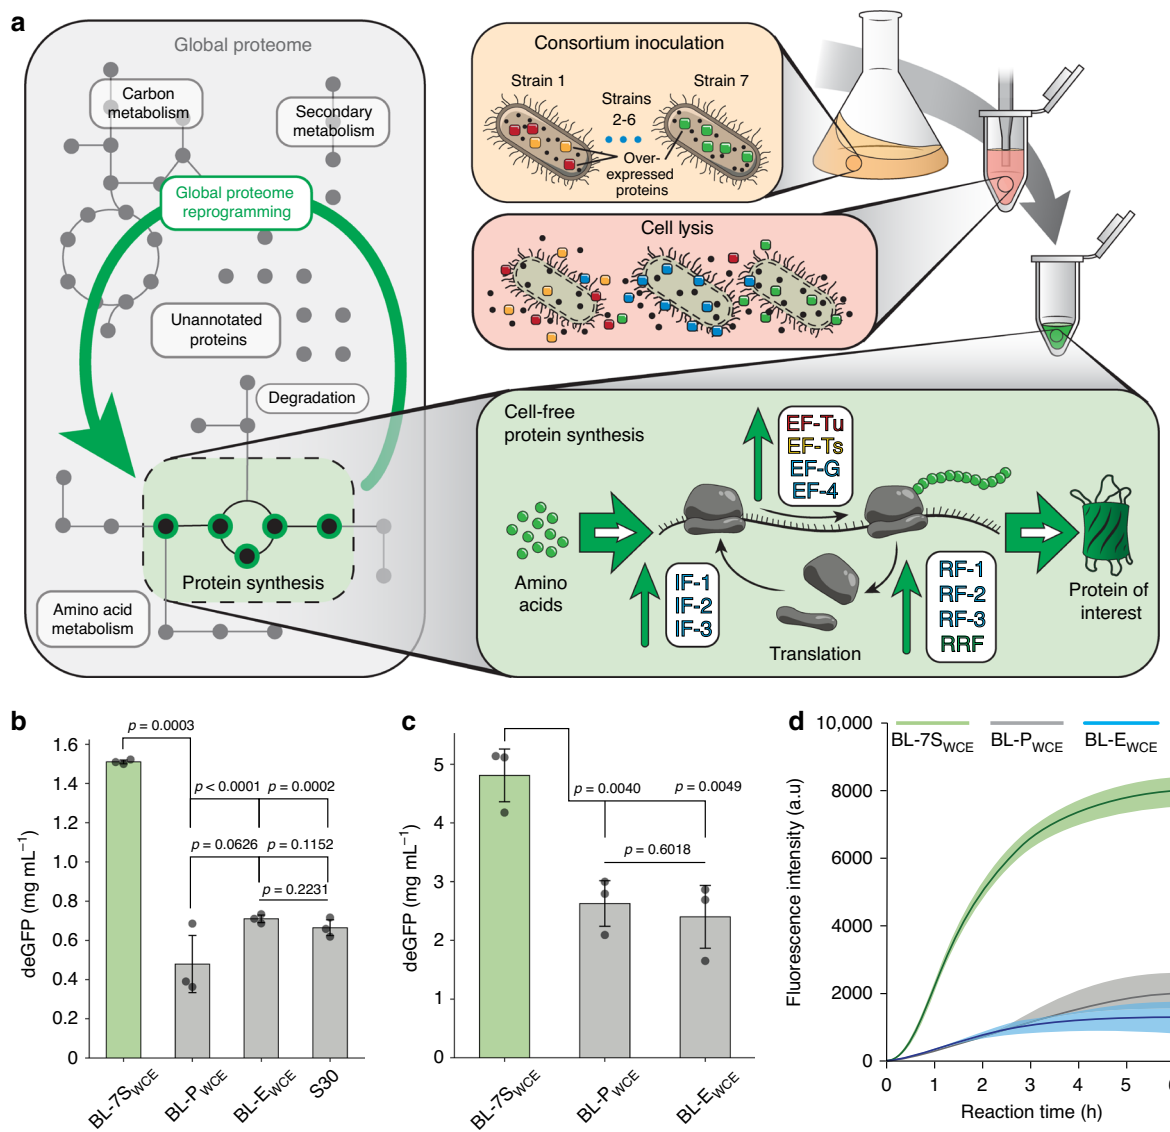 a
Global proteome
Carbon
metabolism
Secondary
metabolism
Global proteome
reprogramming
Unannotated
proteins
Degradation
Protein synthesis
Amino acid
metabolism
Consortium inoculation
Strain 1
Strains
2-6
Strain 7
Over-
expressed
proteins
Cell lysis
Cell-free
protein synthesis
EF-Tu
EF-Ts
EF-G
EF-4
Amino
acids
IF-1
IF-2
IF-3
Translation
RF-1
RF-2
RF-3
RRF
Protein of
interest
b
p = 0.0003
p < 0.0001
p = 0.0002
p = 0.0626
p = 0.1152
p = 0.2231
deGFP (mg mL−1)
1.6
1.4
1.2
1.0
0.8
0.6
0.4
0.2
0
BL-7SWCE
BL-PWCE
BL-EWCE
S30
c
p = 0.0040
p = 0.0049
p = 0.6018
deGFP (mg mL−1)
5
4
3
2
1
0
BL-7SWCE
BL-PWCE
BL-EWCE
d
BL-7SWCE
BL-PWCE
BL-EWCE
Fluorescence intensity (a.u)
10,000
8000
6000
4000
2000
0
0
1
2
3
4
5
Reaction time (h)